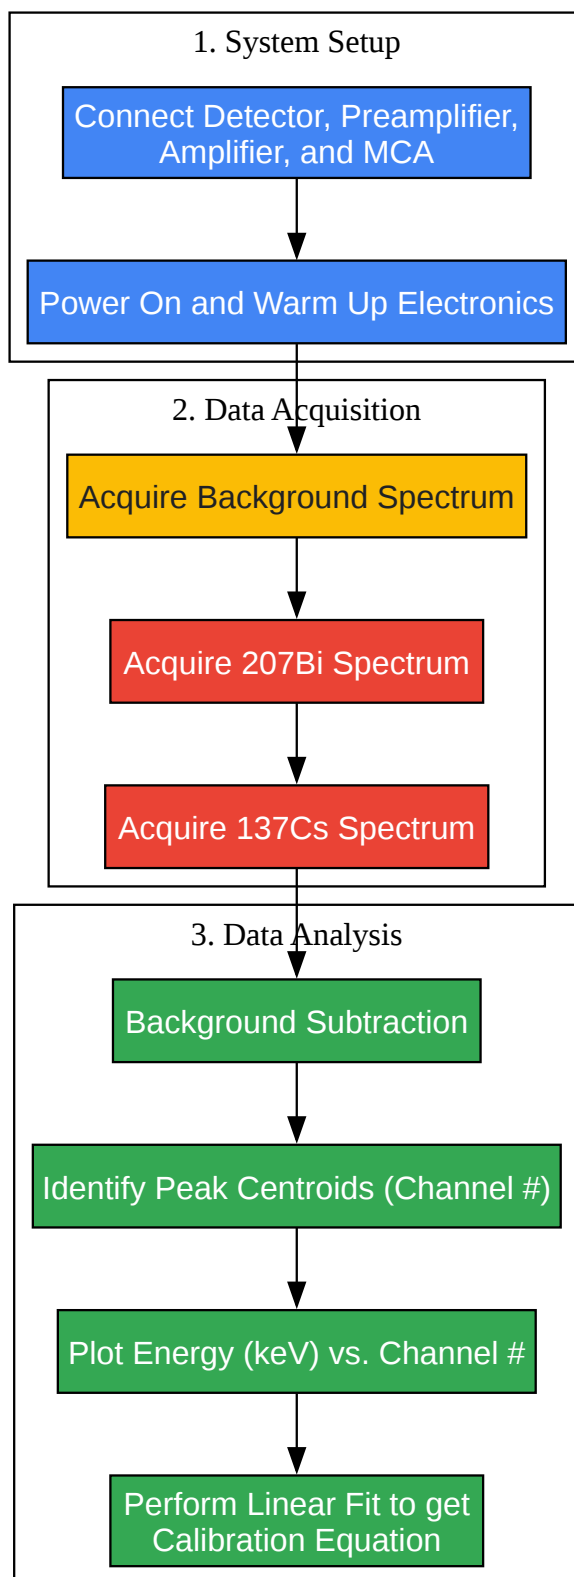 1. System Setup
Connect Detector, Preamplifier,
Amplifier, and MCA
Power On and Warm Up Electronics
2. Data Acquisition
Acquire Background Spectrum
Acquire 207Bi Spectrum
Acquire 137Cs Spectrum
3. Data Analysis
Background Subtraction
Identify Peak Centroids (Channel #)
Plot Energy (keV) vs. Channel #
Perform Linear Fit to get
Calibration Equation